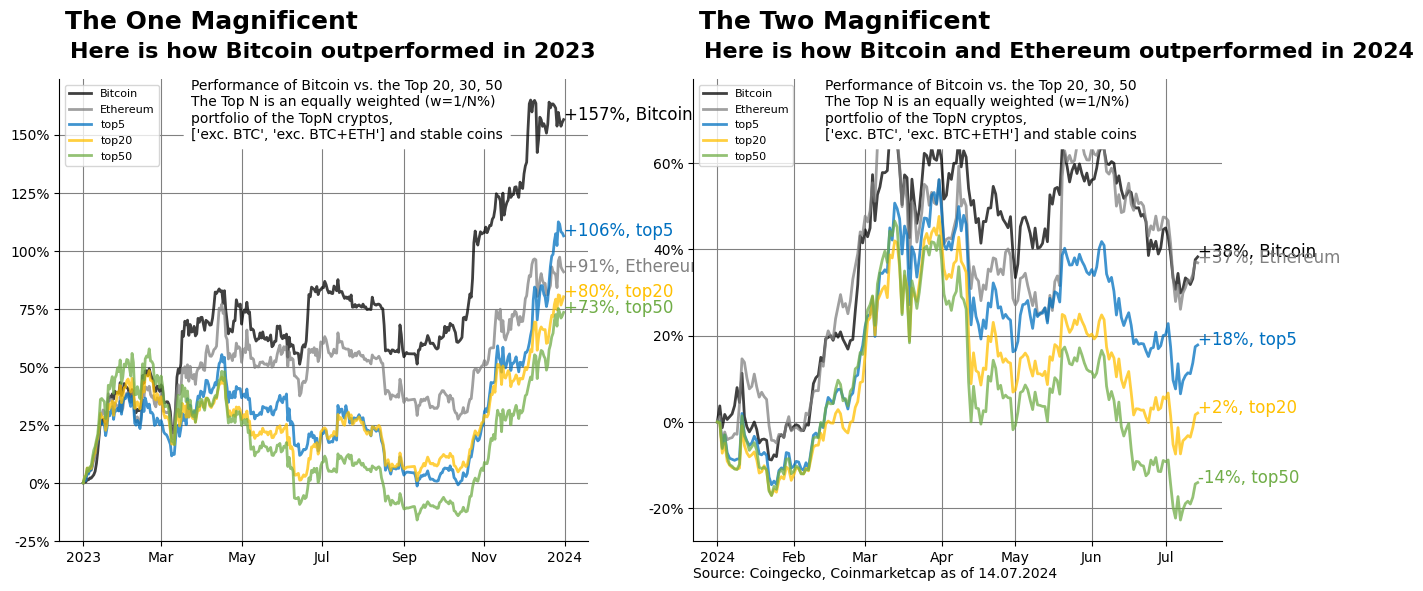 The One Magnificent
Here is how Bitcoin outperformed in 2023
Performance of Bitcoin vs. the Top 20, 30, 50
The Top N is an equally weighted (w=1/N%)
portfolio of the TopN cryptos,
['exc. BTC', 'exc. BTC+ETH'] and stable coins
Bitcoin
Ethereum
top5
top20
top50
150%
125%
100%
75%
50%
25%
0%
-25%
+157%, Bitcoin
+106%, top5
+91%, Ethereum
+80%, top20
+73%, top50
2023
Mar
May
Jul
Sep
Nov
2024
The Two Magnificent
Here is how Bitcoin and Ethereum outperformed in 2024
Performance of Bitcoin vs. the Top 20, 30, 50
The Top N is an equally weighted (w=1/N%)
portfolio of the TopN cryptos,
['exc. BTC', 'exc. BTC+ETH'] and stable coins
Bitcoin
Ethereum
top5
top20
top50
60%
40%
20%
0%
-20%
+38%, Bitcoin
+37%, Ethereum
+18%, top5
+2%, top20
-14%, top50
2024
Feb
Mar
Apr
May
Jun
Jul
Source: Coingecko, Coinmarketcap as of 14.07.2024